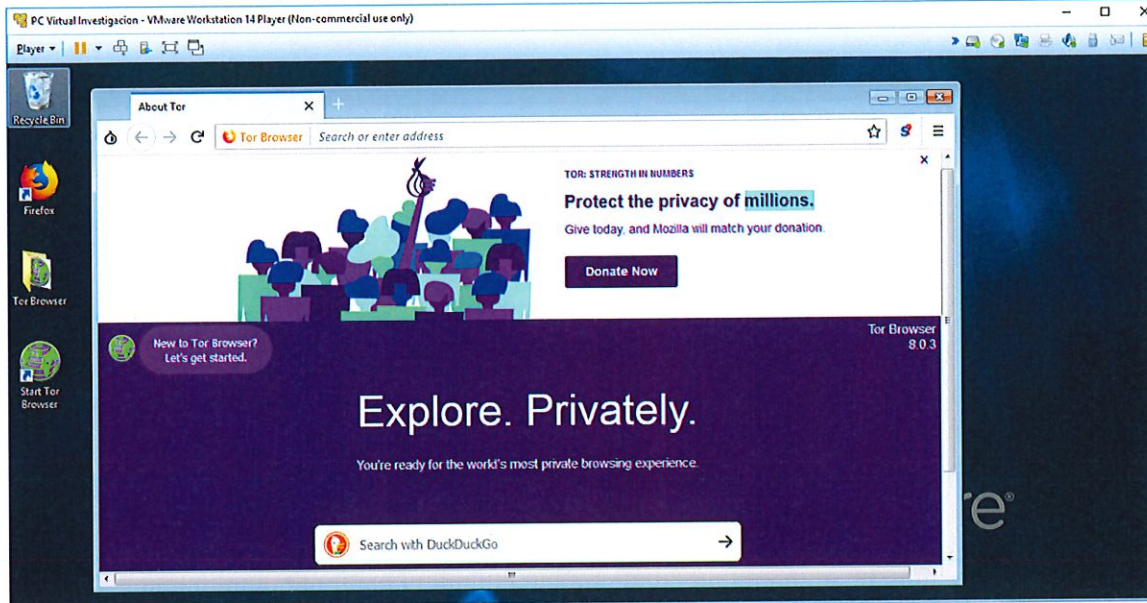 PC Virtual Investigacion - VMware Workstation 14 Player (Non-commercial use only)
Player
Recycle Bin
Firefox
Tor Browser
Start Tor
Browser
About Tor
Tor Browser
Search or enter address
TOR: STRENGTH IN NUMBERS
Protect the privacy of millions.
Give today, and Mozilla will match your donation.
Donate Now
New to Tor Browser?
Let's get started.
Tor Browser
8.0.3
Explore. Privately.
You're ready for the world's most private browsing experience.
Search with DuckDuckGo
re®